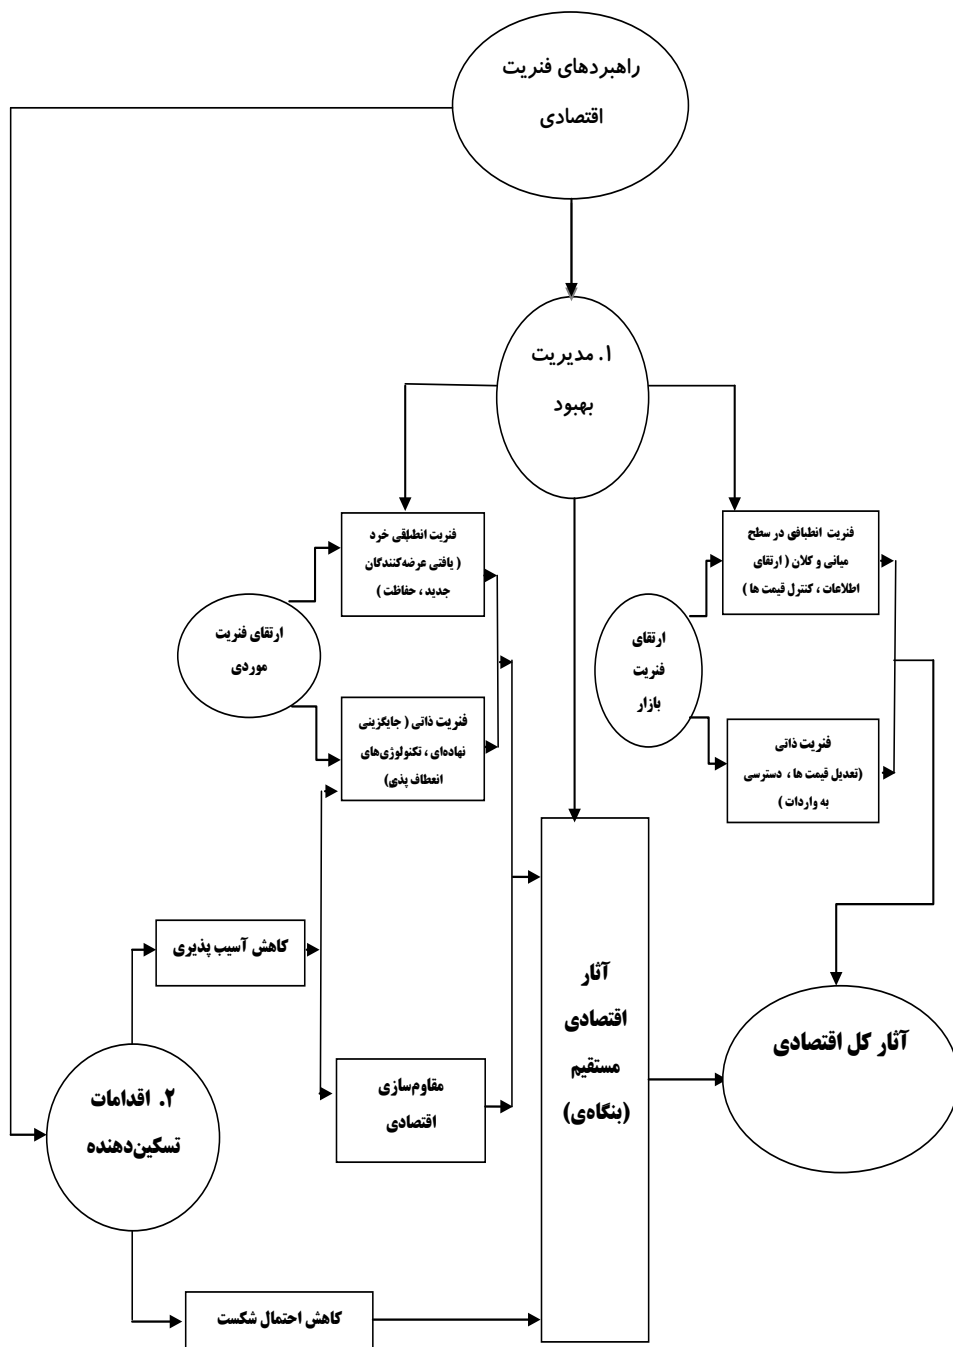 راهبردهای فنریت
اقتصادی
۱. مدیریت
بهبود
فنریت انطباقی در سطح
میانی و کلان ( ارتقای
اطلاعات ، کنترل قیمت ها )
فنریت انطباقی خرد
( یافتی عرضه‌کنندگان
جدید ، حفاظت )
ارتقای
فنریت
بازار
ارتقای فنریت
موردی
فنریت ذاتی
(تعدیل قیمت ها ، دسترسی
به واردات )
فنریت ذاتی ( جایگزینی
نهاده‌ای ، تکنولوژی‌های
انعطاف پذی)
کاهش آسیب پذیری
آثار
اقتصادی
مستقیم
(بنگاه‌ی)
آثار کل اقتصادی
مقاوم‌سازی
اقتصادی
۲. اقدامات
تسکین‌دهنده
کاهش احتمال شکست